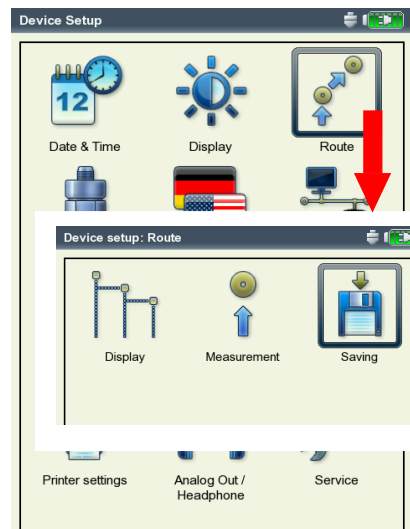 Device Setup
12
Date & Time
Display
Route
Device setup: Route
Display
Measurement
Saving
Printer settings
Analog Out /
Headphone
Service